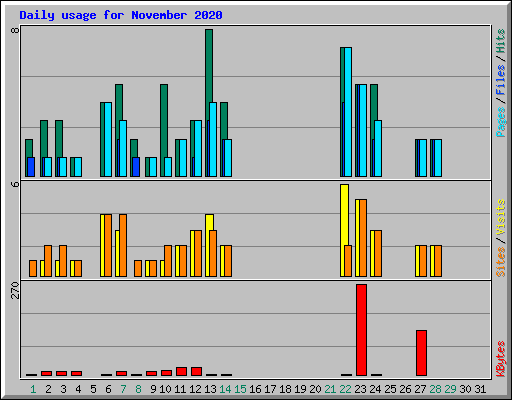 Daily usage for November 2020
8
6
270
Pages / Files / Hits
Sites / Visits
KBytes
1 2 3 4 5 6 7 8 9 10 11 12 13 14 15 16 17 18 19 20 21 22 23 24 25 26 27 28 29 30 31